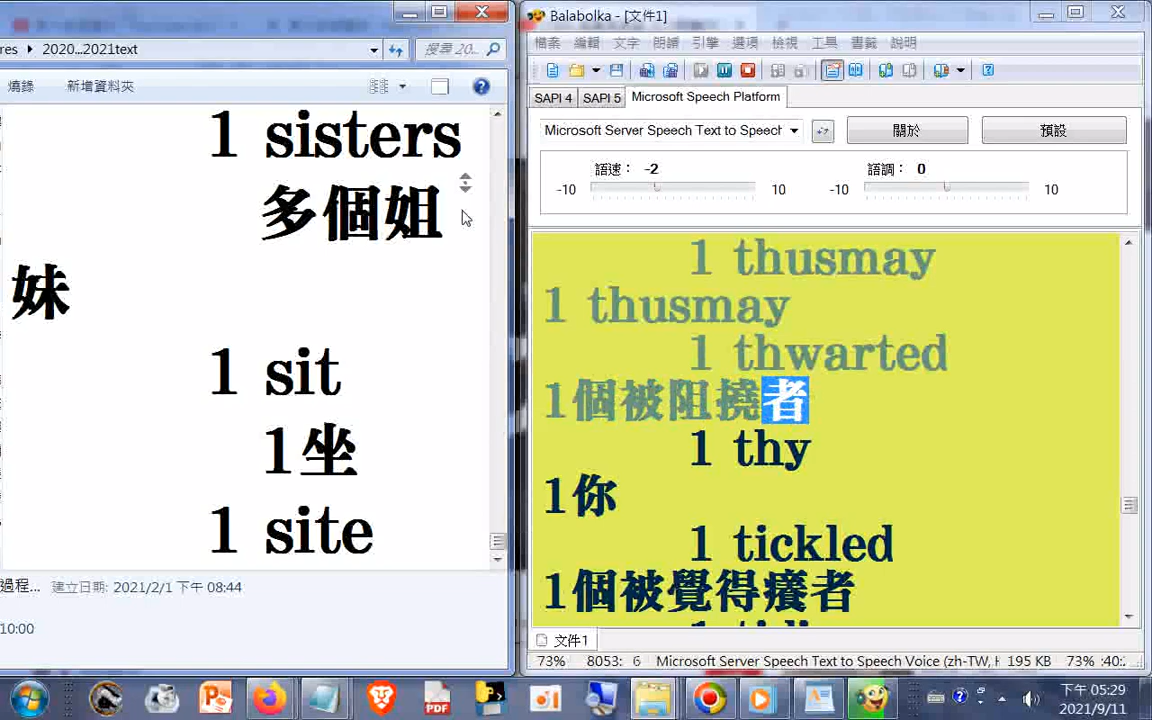 res ▸ 2020...2021text
搜尋 20...
燒錄 新增資料夾
1 sisters
多個姐
妹
1 sit
1坐
1 site
過程... 建立日期: 2021/2/1 下午 08:44
10:00
Balabolka - [文件1]
檔案 編輯 文字 朗讀 引擎 選項 檢視 工具 書籤 說明
SAPI 4 SAPI 5 Microsoft Speech Platform
Microsoft Server Speech Text to Speech
關於 預設
語速： -2 語調： 0
-10 10 -10 10
1 thusmay
1 thusmay
1 thwarted
1個被阻撓者
1 thy
1你
1 tickled
1個被覺得癢者
文件1
73% 8053: 6 Microsoft Server Speech Text to Speech Voice (zh-TW, H 195 KB 73% :40:.
PDF
下午 05:29
2021/9/11